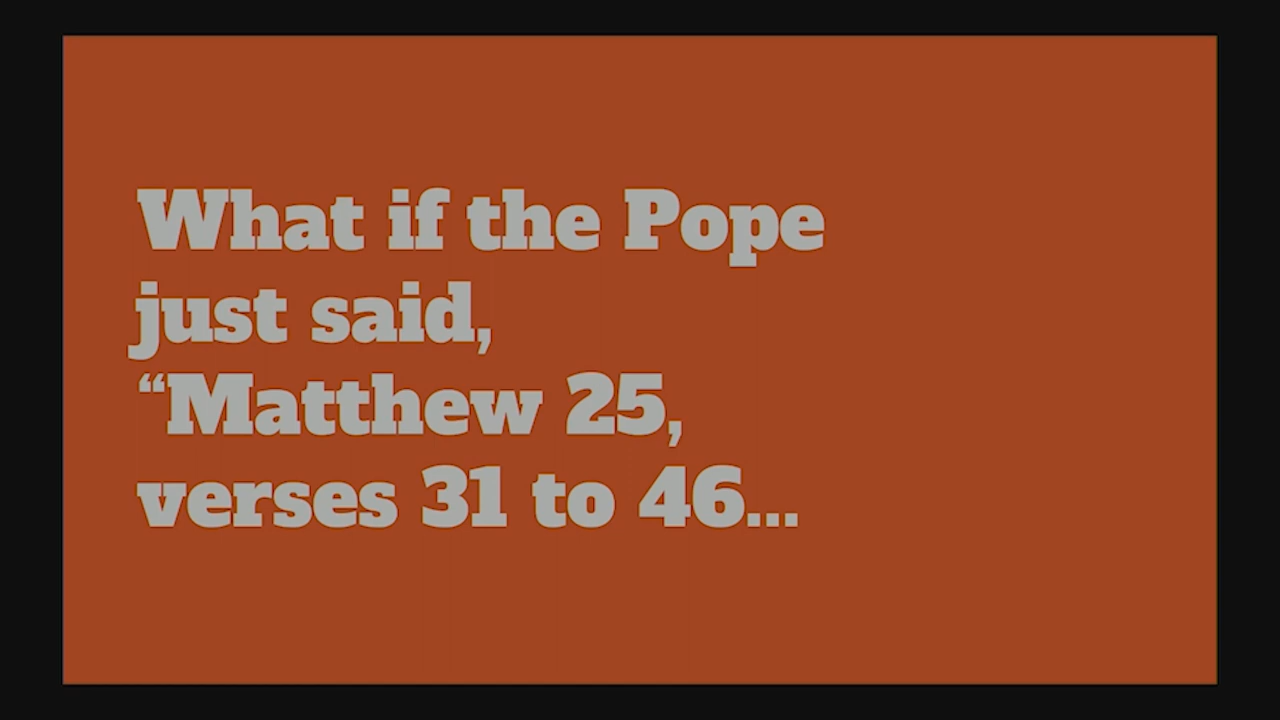 What if the Pope
just said,
“Matthew 25,
verses 31 to 46...